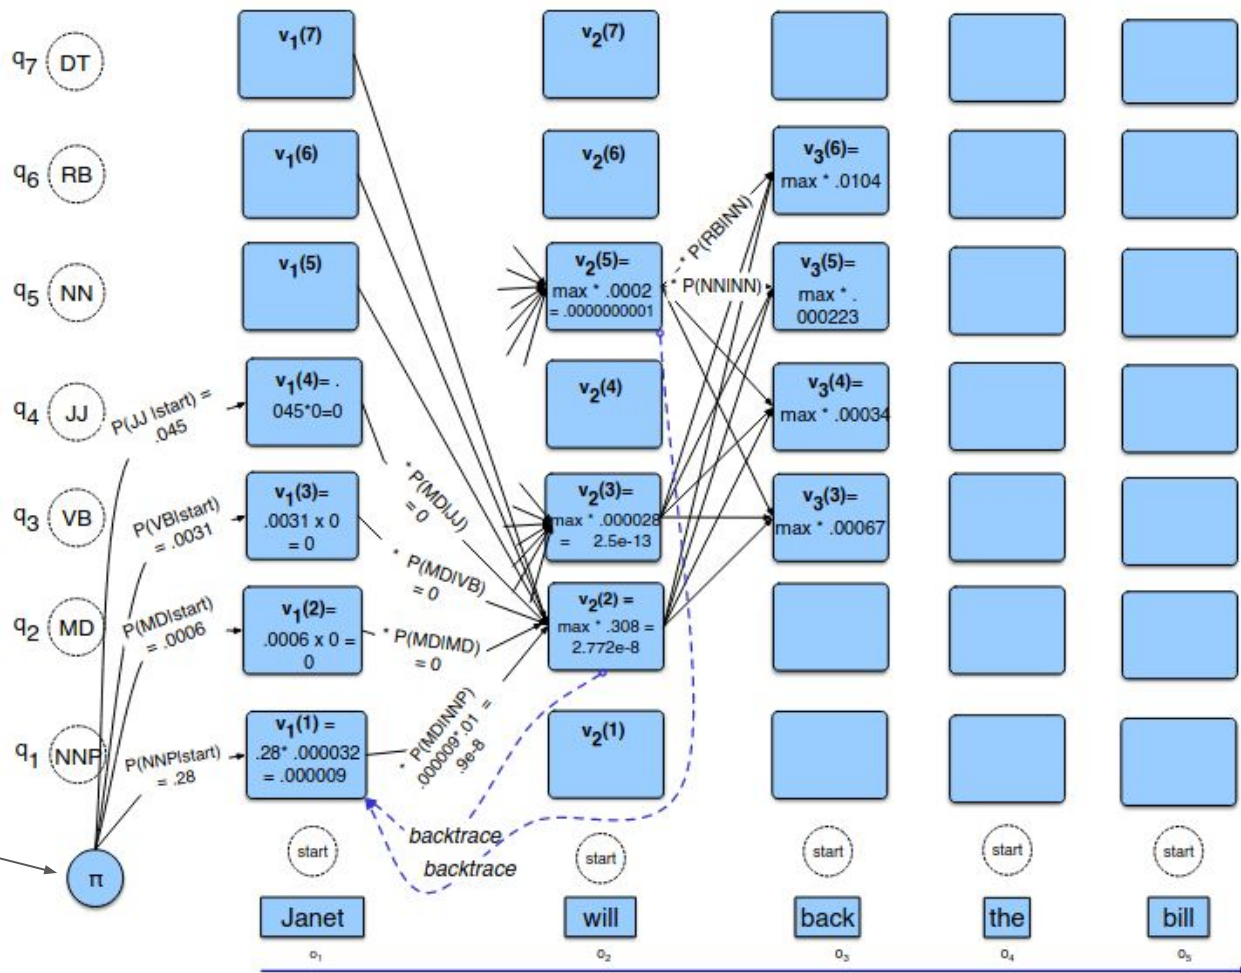 q7 DT
v1(7)
v2(7)
q6 RB
v1(6)
v2(6)
v3(6)=
max * .0104
* P(RB|NN)
q5 NN
v1(5)
v2(5)=
max * .0002
= .0000000001
* P(NN|NN)
v3(5)=
max * .
000223
q4 JJ
P(JJ |start) =
.045
v1(4)= .
045*0=0
v2(4)
v3(4)=
max * .00034
* P(MD|JJ)
= 0
q3 VB
P(VB|start)
= .0031
v1(3)=
.0031 x 0
= 0
v2(3)=
max * .000028
= 2.5e-13
v3(3)=
max * .00067
* P(MD|VB)
= 0
q2 MD
P(MD|start)
= .0006
v1(2)=
.0006 x 0 =
0
* P(MD|MD)
= 0
v2(2) =
max * .308 =
2.772e-8
q1 NNP
P(NNP|start)
= .28
v1(1) =
.28* .000032
= .000009
* P(MD|NNP)
.000009*.01 =
.9e-8
v2(1)
backtrace
backtrace
start
start
start
start
start
π
Janet
will
back
the
bill
o1
o2
o3
o4
o5